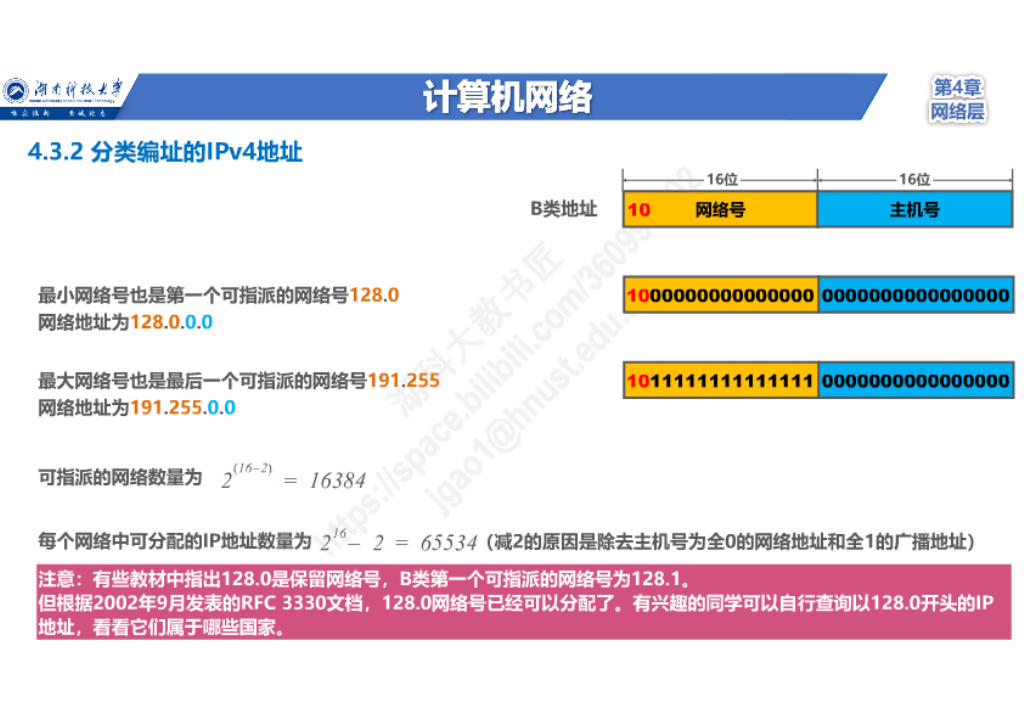 湖南科技大学
计算机网络
第4章
网络层
4.3.2 分类编址的IPv4地址
16位 16位
B类地址 10 网络号 主机号
最小网络号也是第一个可指派的网络号128.0
网络地址为128.0.0.0
1000000000000000 0000000000000000
最大网络号也是最后一个可指派的网络号191.255
网络地址为191.255.0.0
1011111111111111 0000000000000000
可指派的网络数量为 2^(16−2) = 16384
每个网络中可分配的IP地址数量为 2^16 − 2 = 65534 (减2的原因是除去主机号为全0的网络地址和全1的广播地址)
注意：有些教材中指出128.0是保留网络号，B类第一个可指派的网络号为128.1。
但根据2002年9月发表的RFC 3330文档，128.0网络号已经可以分配了。有兴趣的同学可以自行查询以128.0开头的IP
地址，看看它们属于哪些国家。
湖科大教书匠